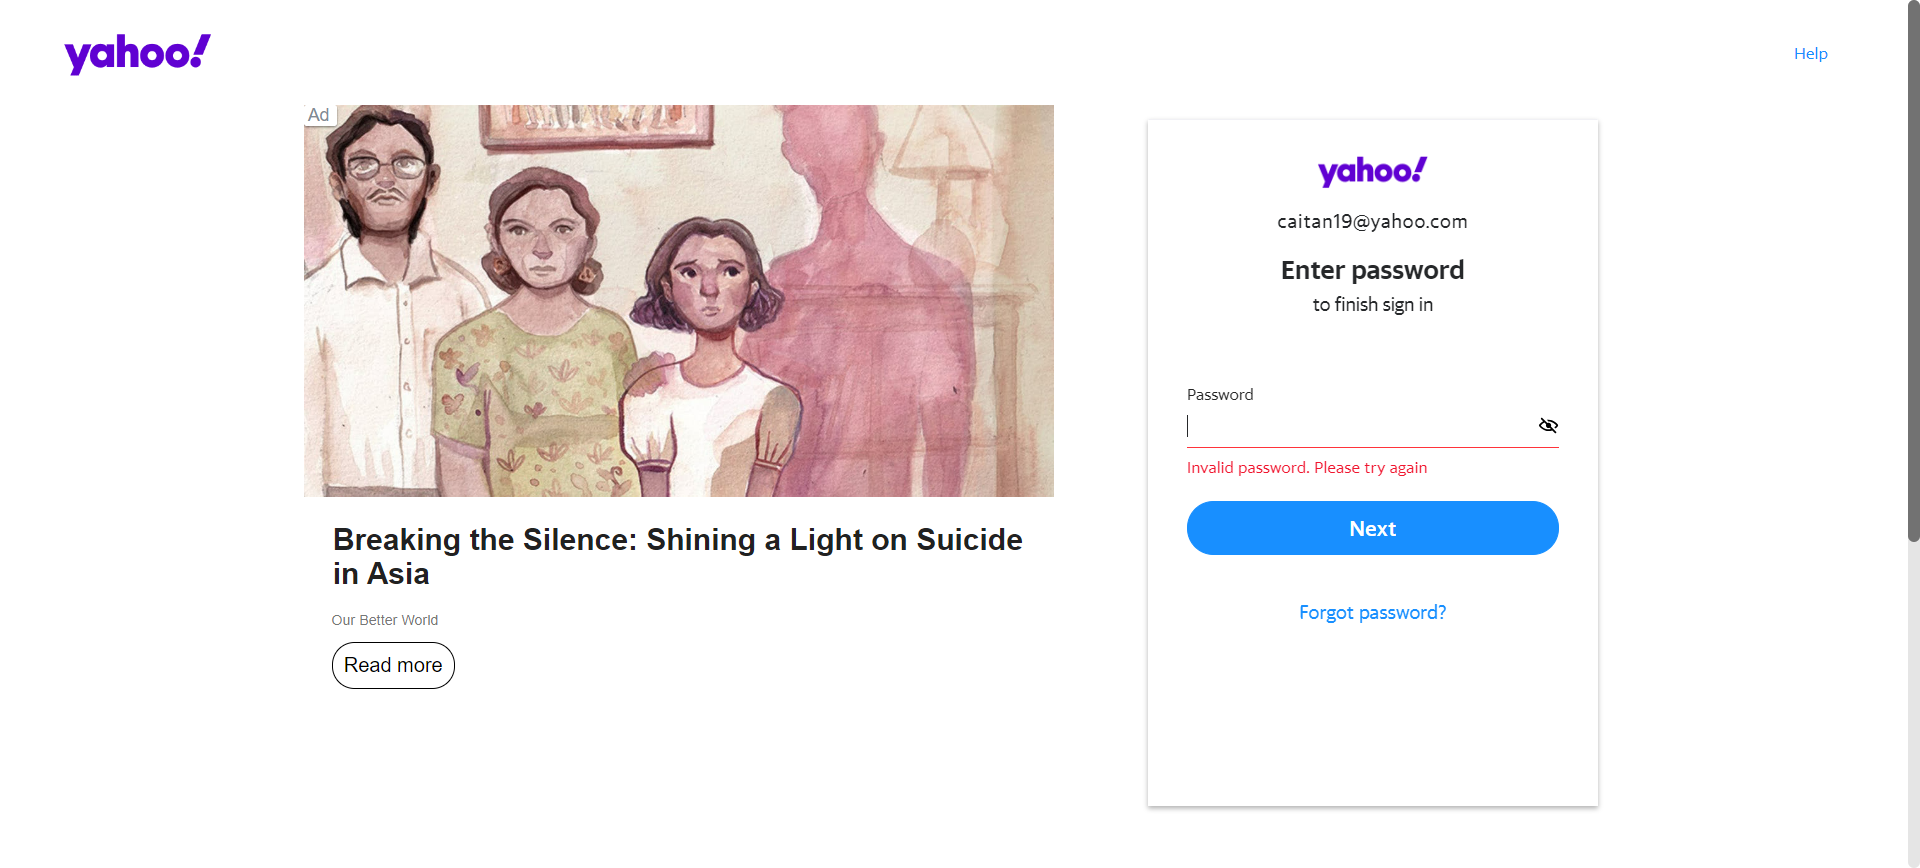 yahoo!
Help
Ad
Breaking the Silence: Shining a Light on Suicide
in Asia
Our Better World
Read more
yahoo!
caitan19@yahoo.com
Enter password
to finish sign in
Password
Invalid password. Please try again
Next
Forgot password?